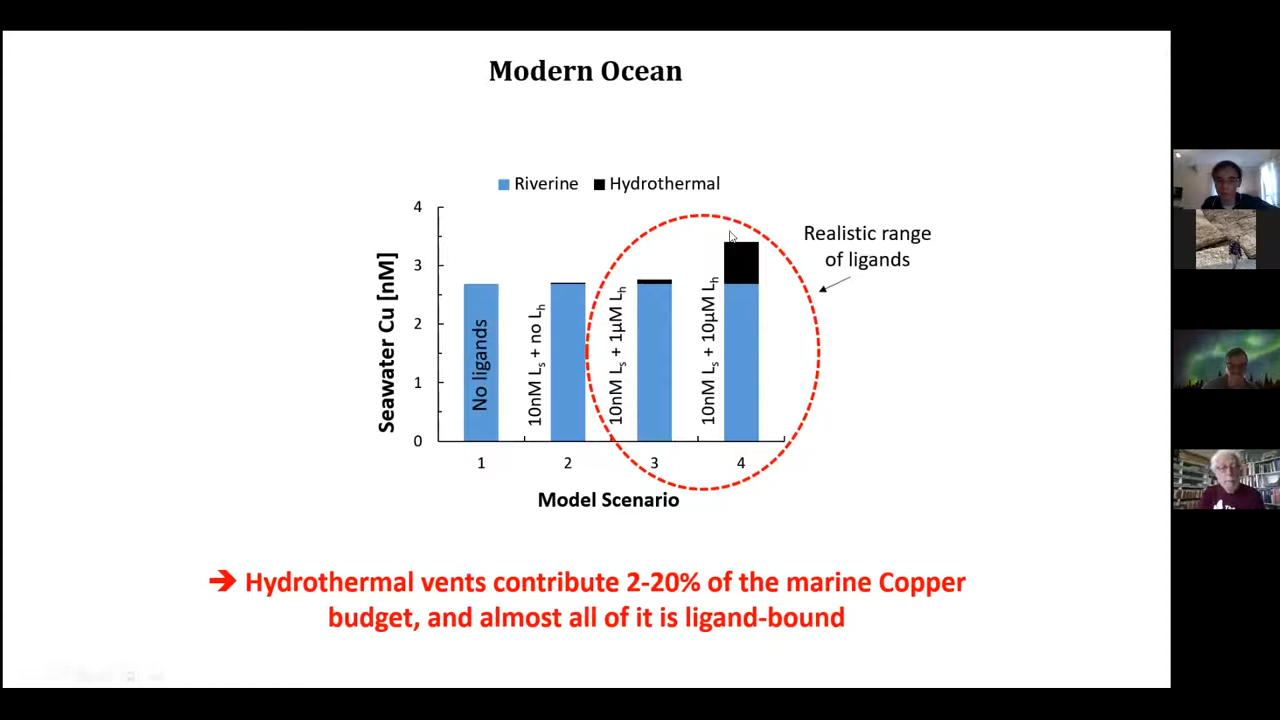 Modern Ocean
Riverine
Hydrothermal
Realistic range
of ligands
Seawater Cu [nM]
4
3
2
1
0
No ligands
10nM Ls + no Lh
10nM Ls + 1µM Lh
10nM Ls + 10µM Lh
1
2
3
4
Model Scenario
➔ Hydrothermal vents contribute 2-20% of the marine Copper
budget, and almost all of it is ligand-bound